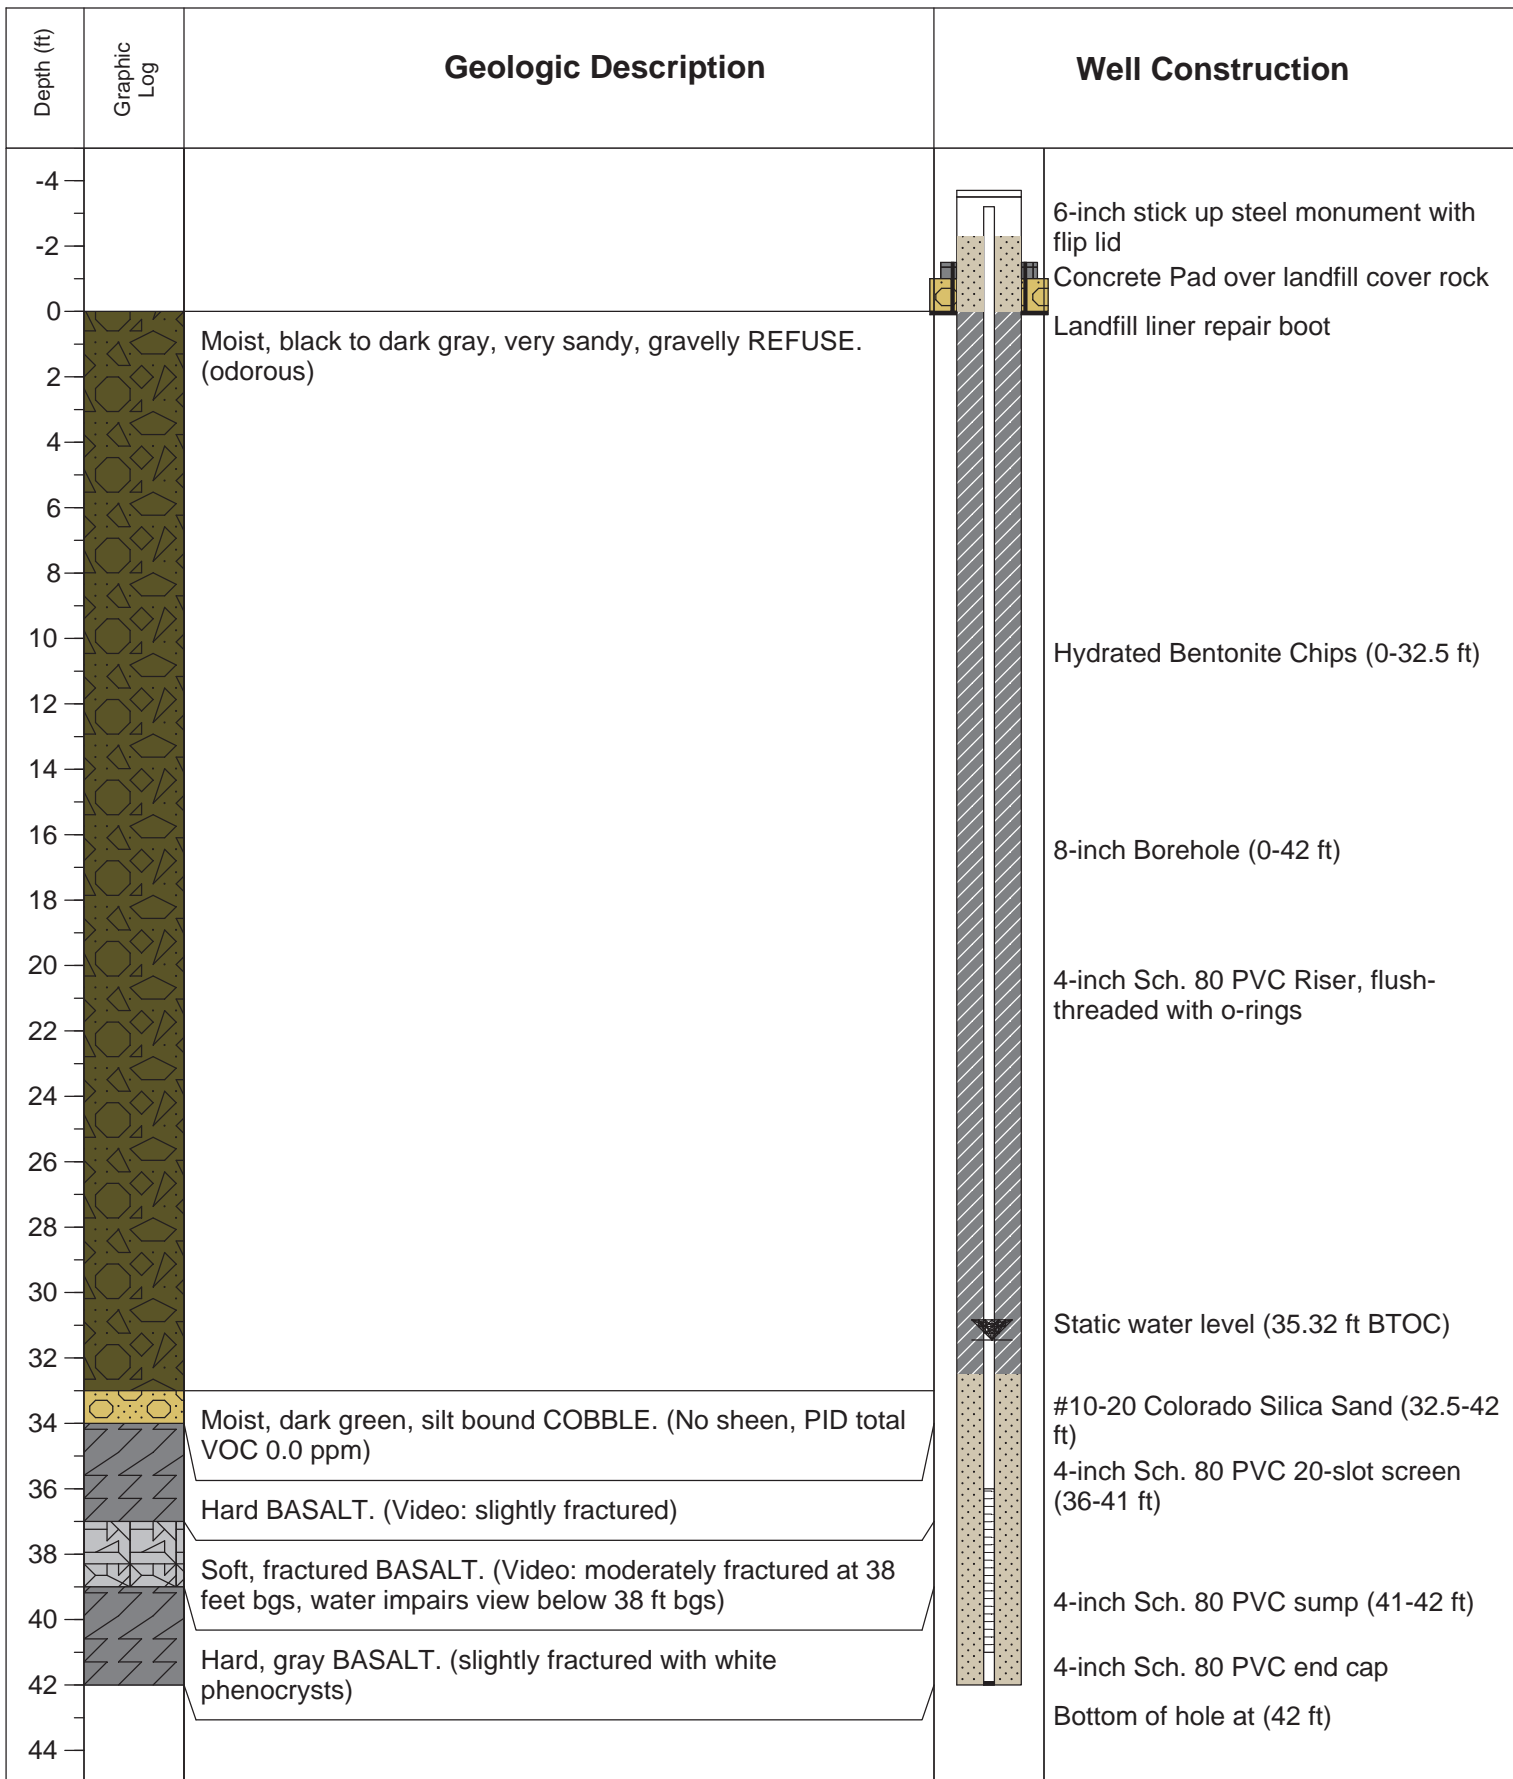 Depth (ft)
Graphic
Log
Geologic Description
Well Construction
-4
-2
0
2
4
6
8
10
12
14
16
18
20
22
24
26
28
30
32
34
36
38
40
42
44
Moist, black to dark gray, very sandy, gravelly REFUSE.
(odorous)
Moist, dark green, silt bound COBBLE. (No sheen, PID total
VOC 0.0 ppm)
Hard BASALT. (Video: slightly fractured)
Soft, fractured BASALT. (Video: moderately fractured at 38
feet bgs, water impairs view below 38 ft bgs)
Hard, gray BASALT. (slightly fractured with white
phenocrysts)
6-inch stick up steel monument with
flip lid
Concrete Pad over landfill cover rock
Landfill liner repair boot
Hydrated Bentonite Chips (0-32.5 ft)
8-inch Borehole (0-42 ft)
4-inch Sch. 80 PVC Riser, flush-
threaded with o-rings
Static water level (35.32 ft BTOC)
#10-20 Colorado Silica Sand (32.5-42
ft)
4-inch Sch. 80 PVC 20-slot screen
(36-41 ft)
4-inch Sch. 80 PVC sump (41-42 ft)
4-inch Sch. 80 PVC end cap
Bottom of hole at (42 ft)